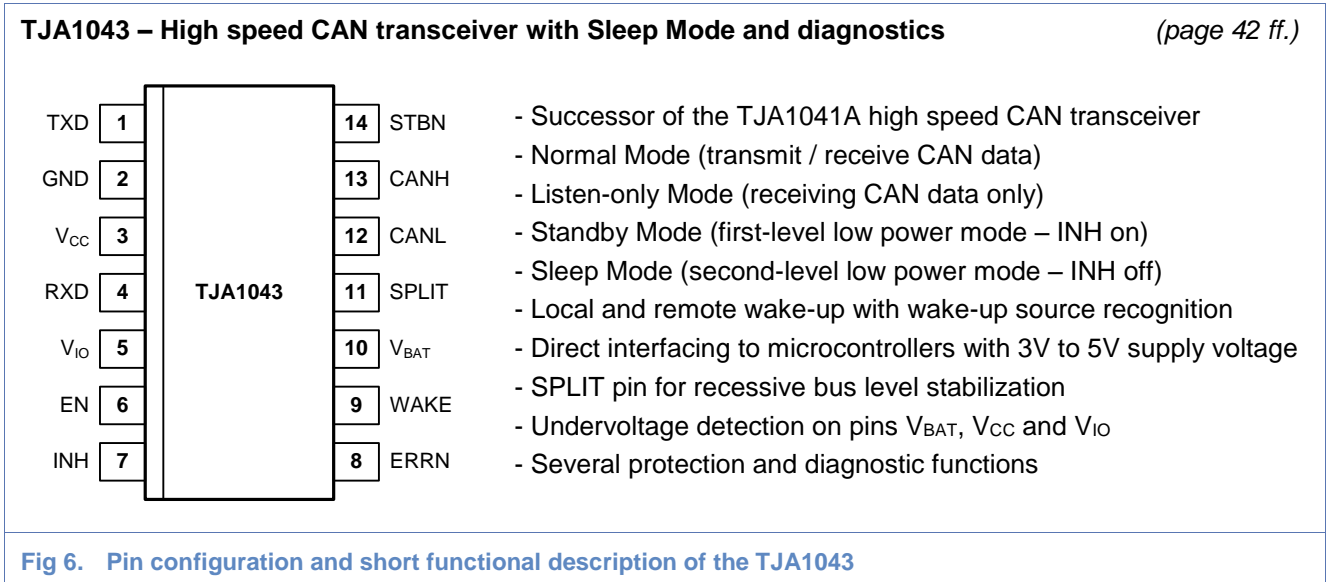 TJA1043 – High speed CAN transceiver with Sleep Mode and diagnostics (page 42 ff.)
TXD 1 14 STBN
GND 2 13 CANH
VCC 3 12 CANL
RXD 4 TJA1043 11 SPLIT
VIO 5 10 VBAT
EN 6 9 WAKE
INH 7 8 ERRN
- Successor of the TJA1041A high speed CAN transceiver
- Normal Mode (transmit / receive CAN data)
- Listen-only Mode (receiving CAN data only)
- Standby Mode (first-level low power mode – INH on)
- Sleep Mode (second-level low power mode – INH off)
- Local and remote wake-up with wake-up source recognition
- Direct interfacing to microcontrollers with 3V to 5V supply voltage
- SPLIT pin for recessive bus level stabilization
- Undervoltage detection on pins VBAT, VCC and VIO
- Several protection and diagnostic functions
Fig 6. Pin configuration and short functional description of the TJA1043